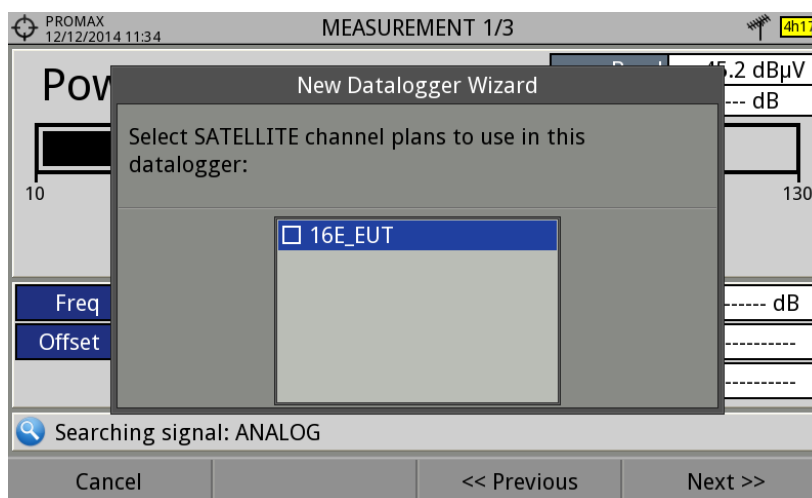 PROMAX
12/12/2014 11:34
MEASUREMENT 1/3
4h17
New Datalogger Wizard
.2 dBµV
--- dB
Select SATELLITE channel plans to use in this
datalogger:
10
130
16E_EUT
Freq
------ dB
Offset
----------
----------
Searching signal: ANALOG
Cancel
<< Previous
Next >>